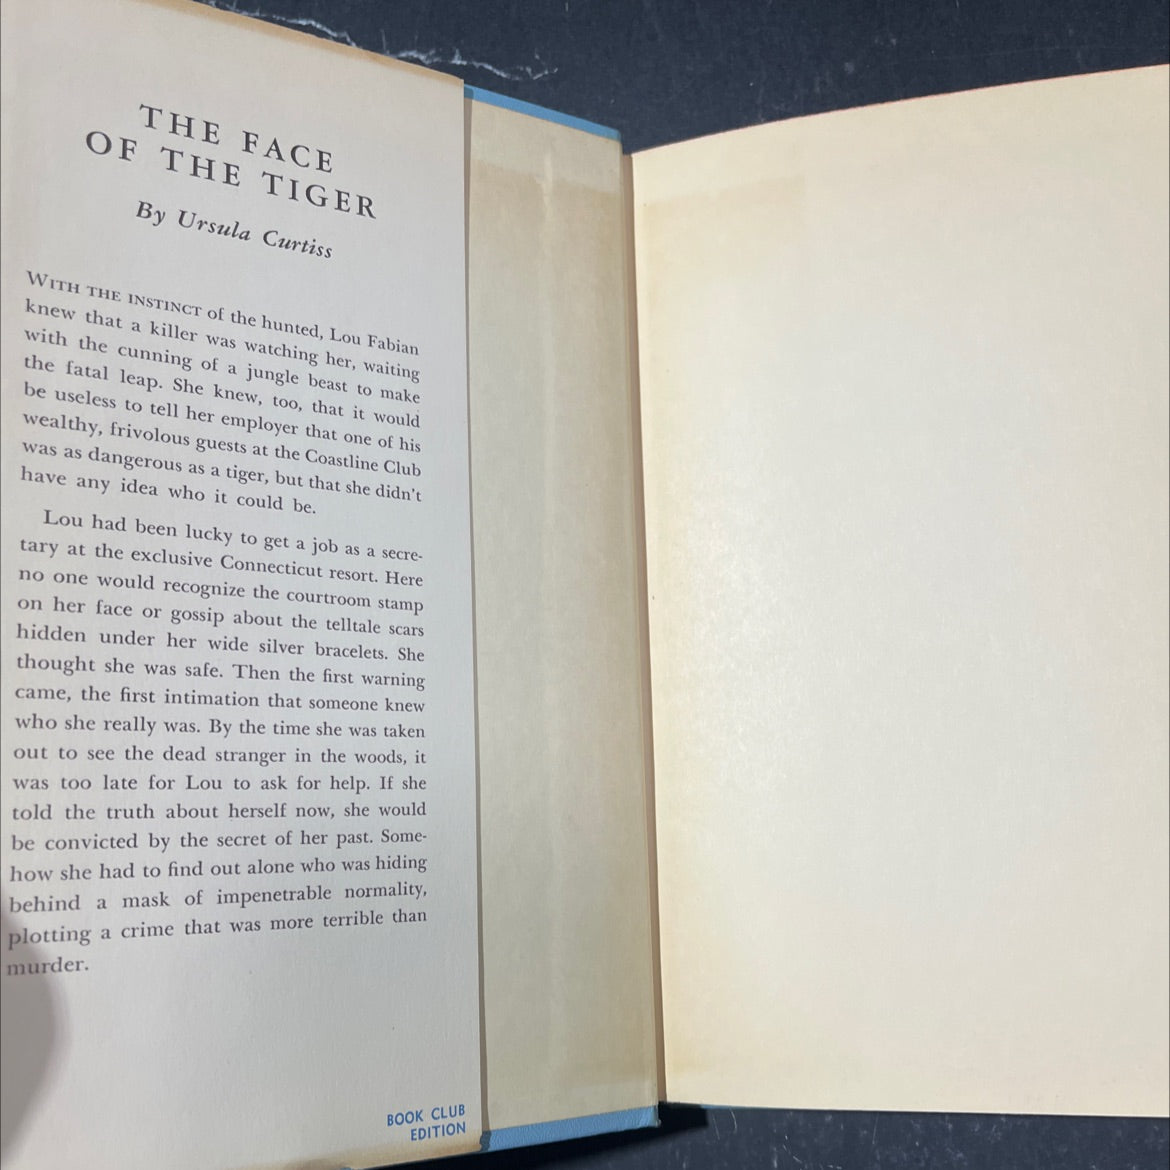 THE FACE
OF THE TIGER
By Ursula Curtiss
WITH THE INSTINCT of the hunted, Lou Fabian
knew that a killer was watching her, waiting
with the cunning of a jungle beast to make
the fatal leap. She knew, too, that it would
be useless to tell her employer that one of his
wealthy, frivolous guests at the Coastline Club
was as dangerous as a tiger, but that she didn't
have any idea who it could be.
Lou had been lucky to get a job as a secre-
tary at the exclusive Connecticut resort. Here
no one would recognize the courtroom stamp
on her face or gossip about the telltale scars
hidden under her wide silver bracelets. She
thought she was safe. Then the first warning
came, the first intimation that someone knew
who she really was. By the time she was taken
out to see the dead stranger in the woods, it
was too late for Lou to ask for help. If she
told the truth about herself now, she would
be convicted by the secret of her past. Some-
how she had to find out alone who was hiding
behind a mask of impenetrable normality,
plotting a crime that was more terrible than
murder.
BOOK CLUB
EDITION